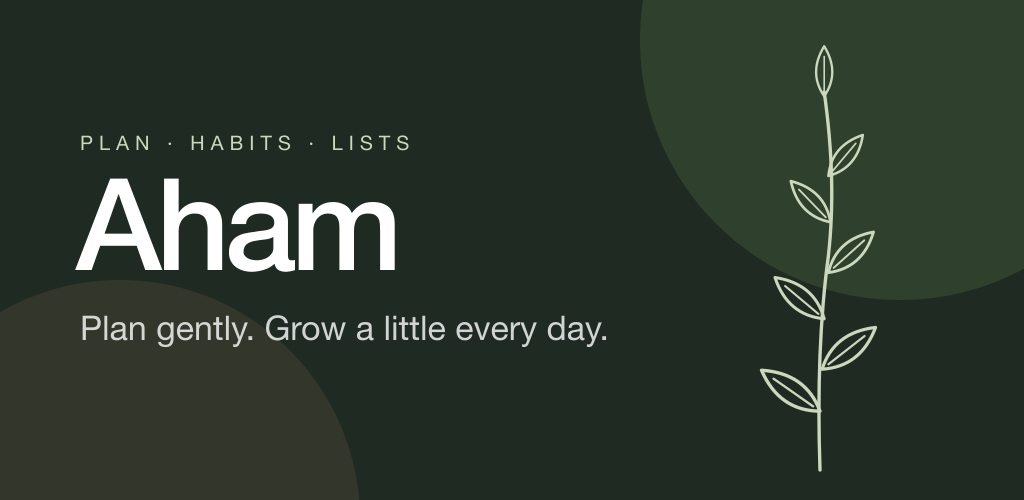 PLAN · HABITS · LISTS
Aham
Plan gently. Grow a little every day.